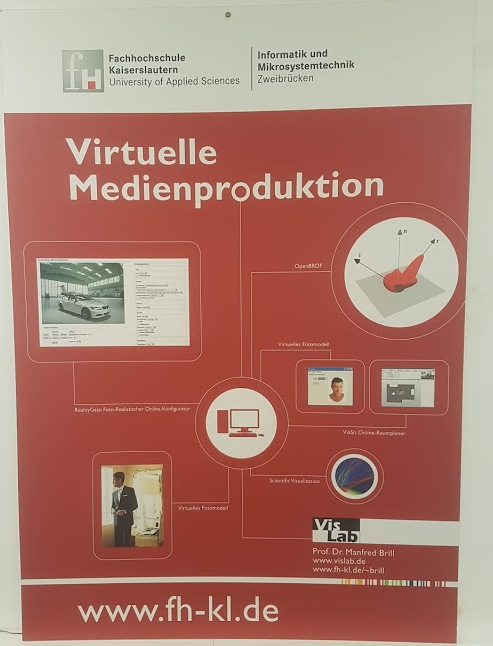 fH
Fachhochschule
Kaiserslautern
University of Applied Sciences
Informatik und
Mikrosystemtechnik
Zweibrücken
Virtuelle
Medienproduktion
OpenBRDF
n
r
Virtuelles Fotomodell
RealityGate: Foto-Realistischer Online-Konfigurator
VisSit: Online-Raumplaner
Scientific Visualization
Virtuelles Fotomodell
Vis
Lab
Prof. Dr. Manfred Brill
www.vislab.de
www.fh-kl.de/~brill
www.fh-kl.de